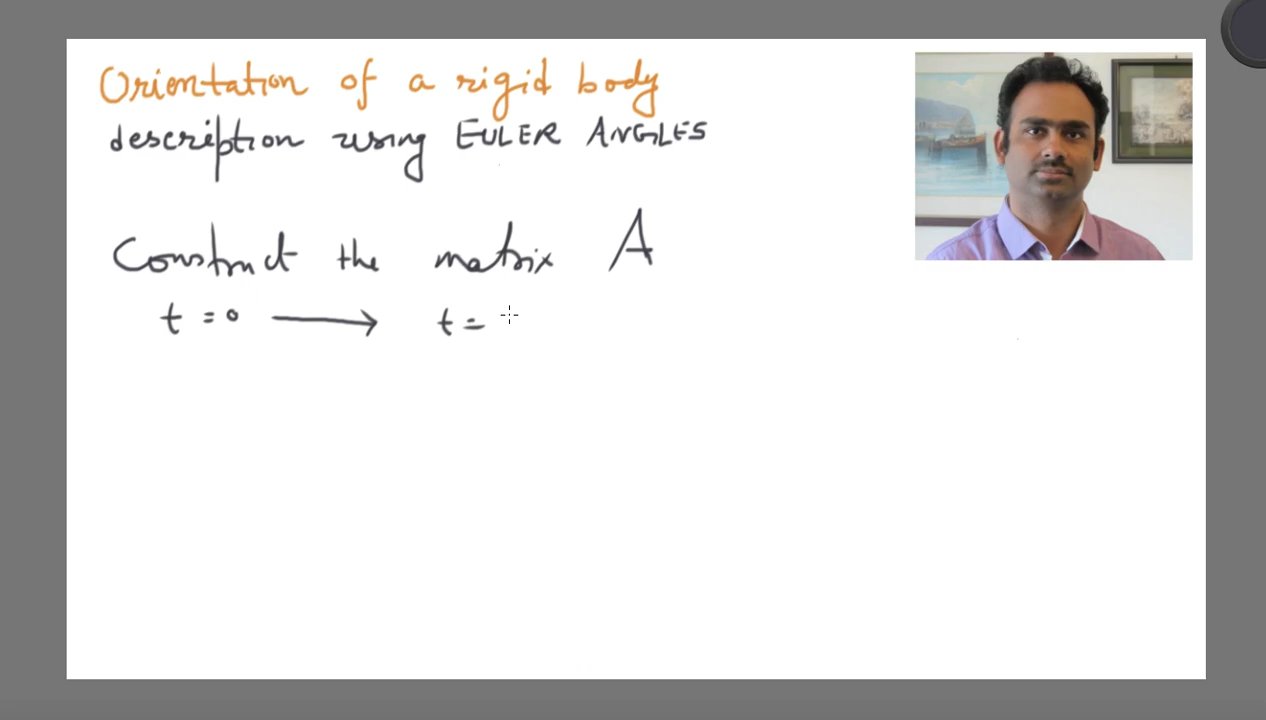 Orientation of a rigid body
description using EULER ANGLES
Construct the matrix A
t = 0 ⟶ t =